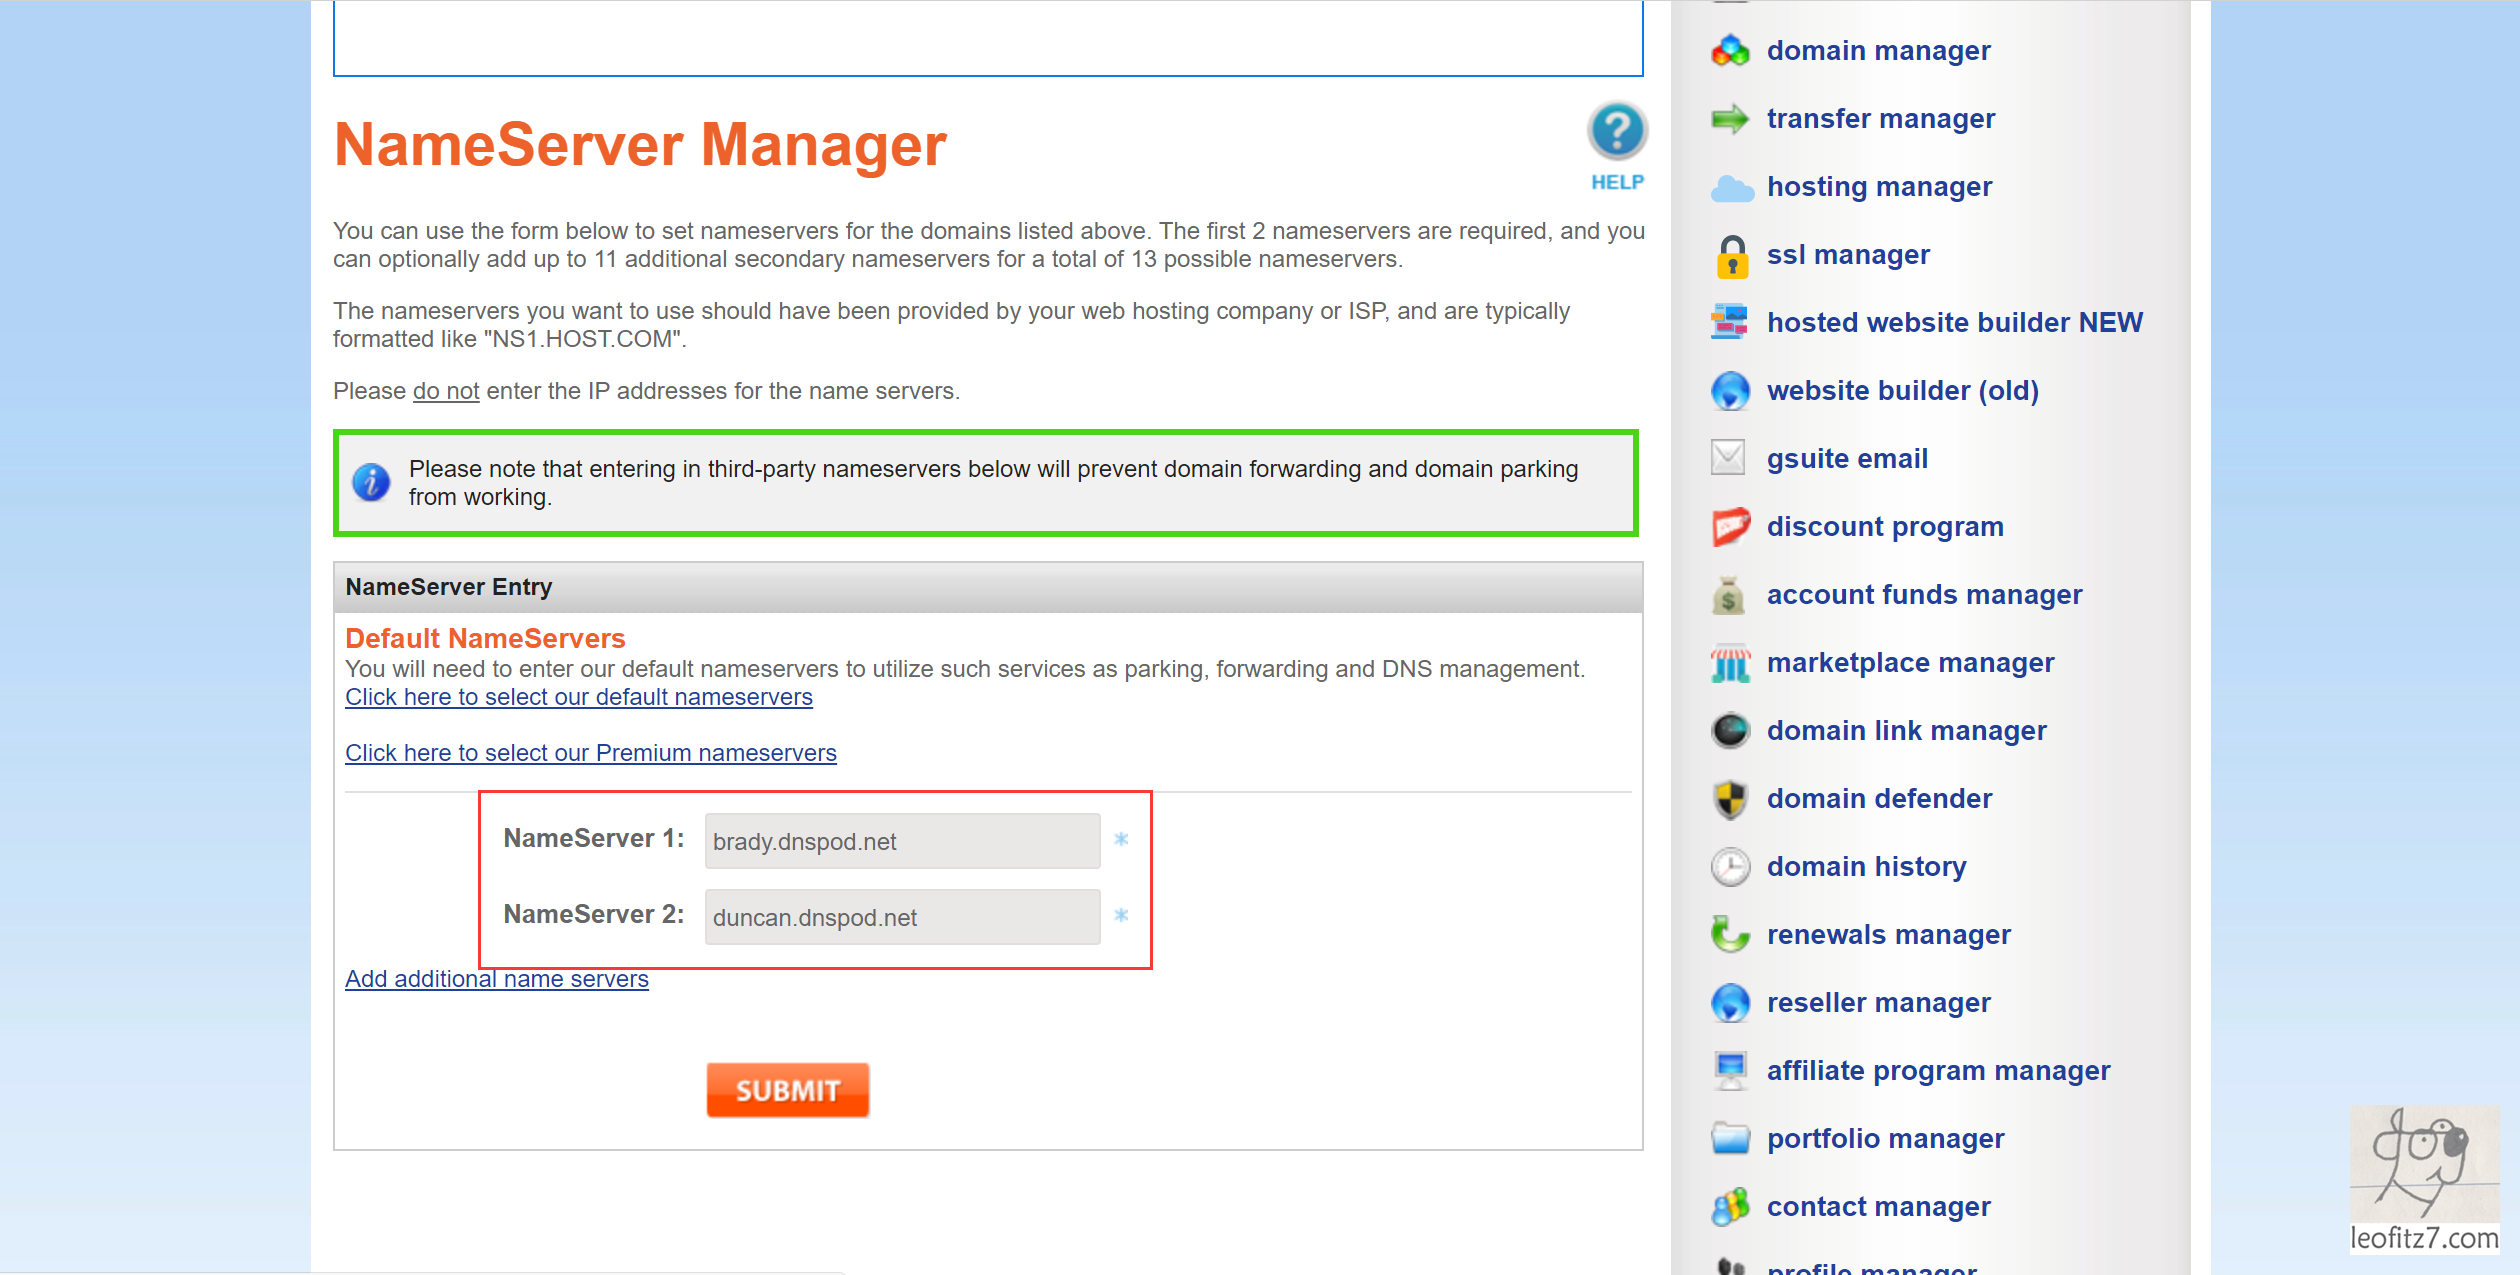 NameServer Manager
HELP
You can use the form below to set nameservers for the domains listed above. The first 2 nameservers are required, and you
can optionally add up to 11 additional secondary nameservers for a total of 13 possible nameservers.
The nameservers you want to use should have been provided by your web hosting company or ISP, and are typically
formatted like "NS1.HOST.COM".
Please do not enter the IP addresses for the name servers.
Please note that entering in third-party nameservers below will prevent domain forwarding and domain parking
from working.
NameServer Entry
Default NameServers
You will need to enter our default nameservers to utilize such services as parking, forwarding and DNS management.
Click here to select our default nameservers
Click here to select our Premium nameservers
NameServer 1: brady.dnspod.net *
NameServer 2: duncan.dnspod.net *
Add additional name servers
SUBMIT
domain manager
transfer manager
hosting manager
ssl manager
hosted website builder NEW
website builder (old)
gsuite email
discount program
account funds manager
marketplace manager
domain link manager
domain defender
domain history
renewals manager
reseller manager
affiliate program manager
portfolio manager
contact manager
profile manager
dog
leofitz7.com